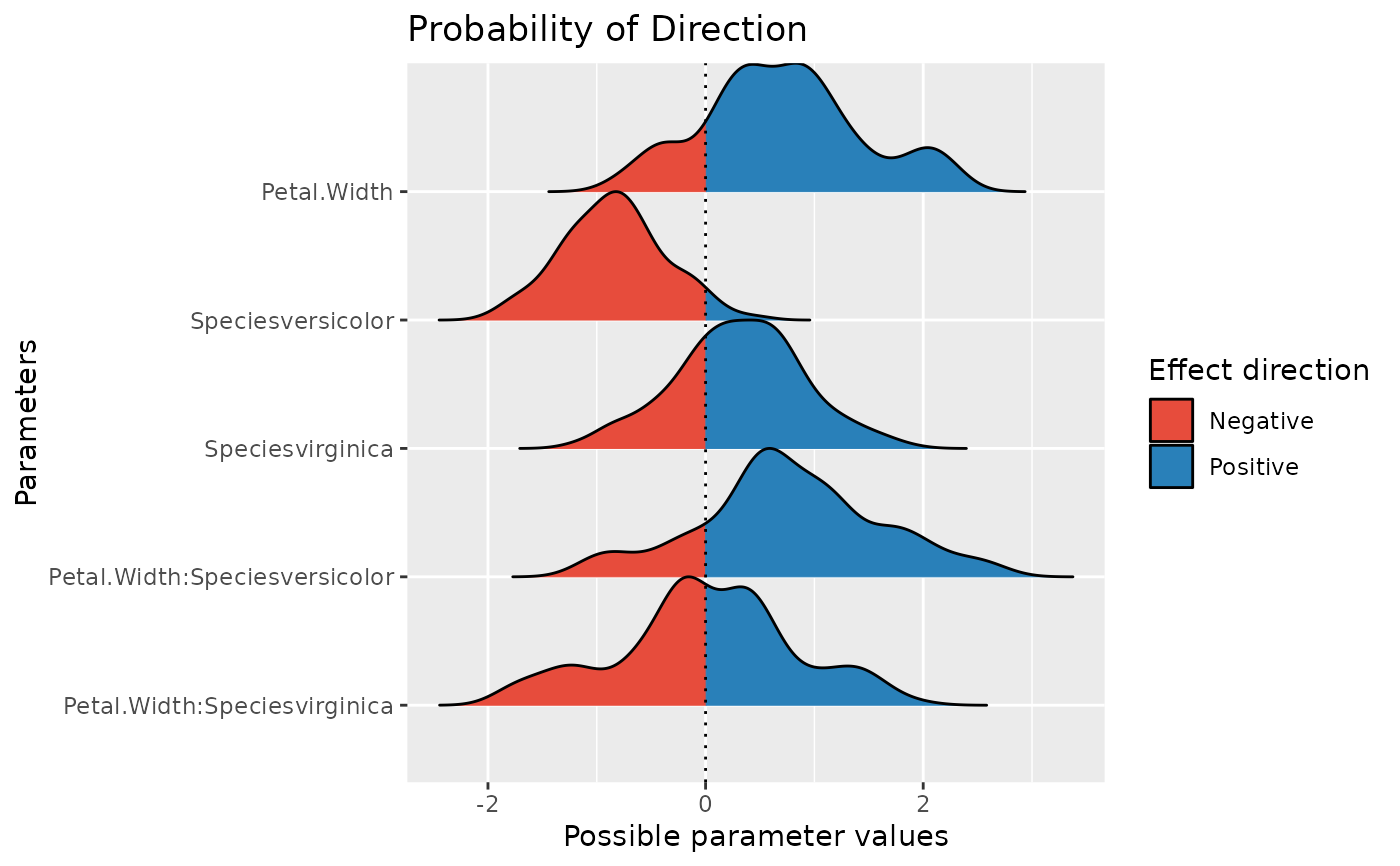 Probability of Direction
Parameters
Petal.Width
Speciesversicolor
Speciesvirginica
Petal.Width:Speciesversicolor
Petal.Width:Speciesvirginica
-2
0
2
Possible parameter values
Effect direction
Negative
Positive